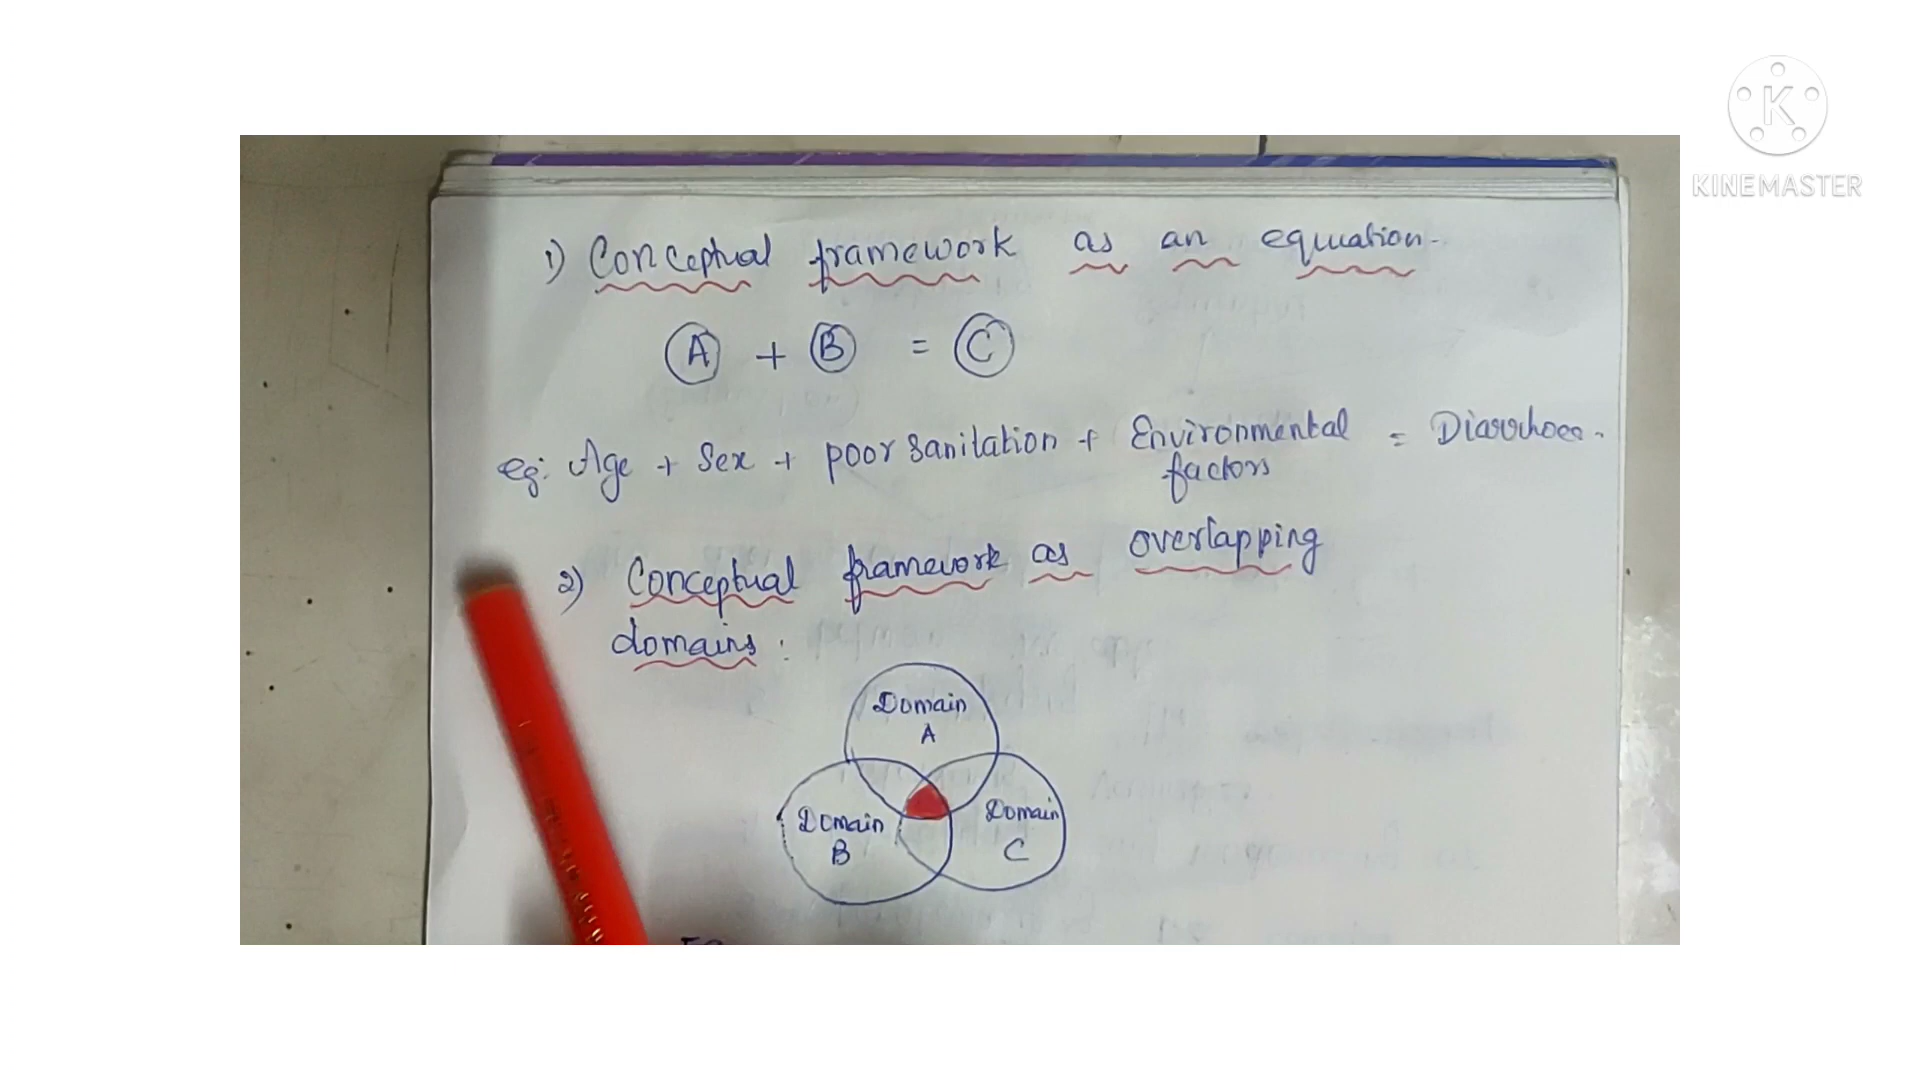 K
KINEMASTER
1) Conceptual framework as an equation.
A + B = C
eg: Age + Sex + poor sanitation + Environmental factors = Diarrhoea.
2) Conceptual framework as overlapping
domains:
Domain
A
Domain
B
Domain
C